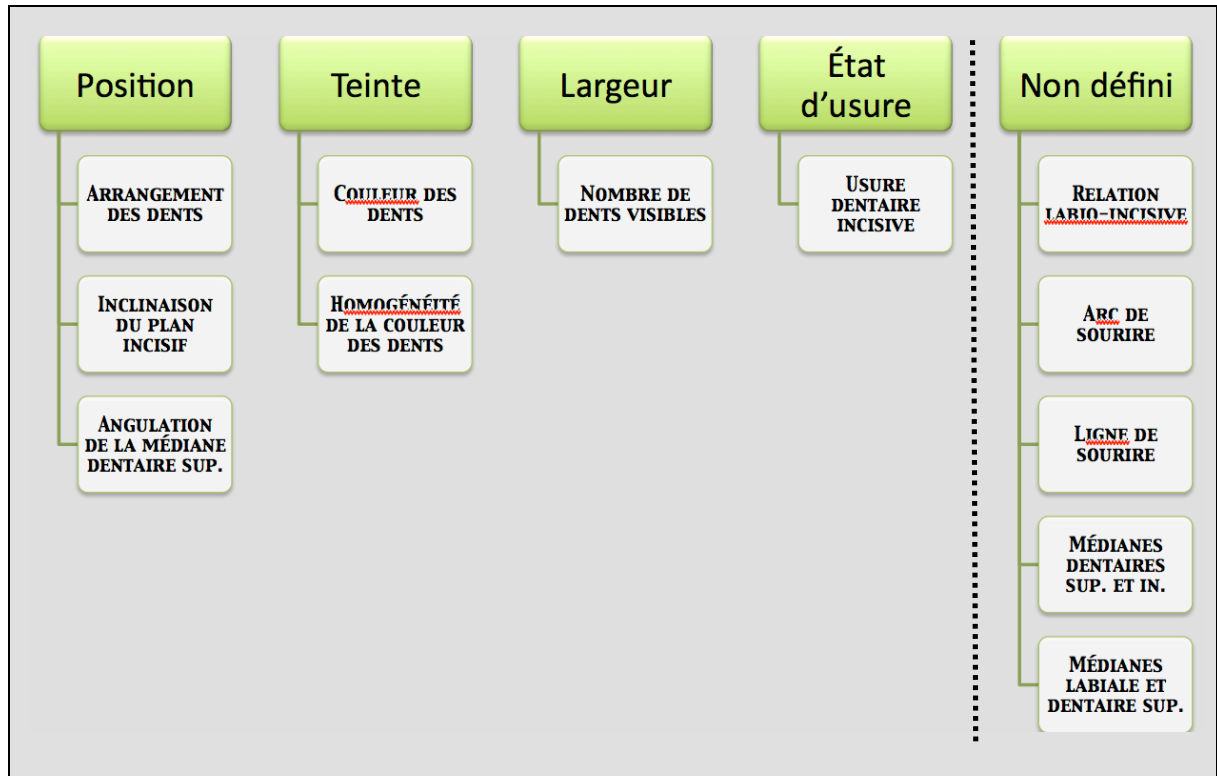 Position
ARRANGEMENT
DES DENTS
INCLINAISON
DU PLAN
INCISIF
ANGULATION
DE LA MÉDIANE
DENTAIRE SUP.
Teinte
COULEUR DES
DENTS
HOMOGÉNÉITÉ
DE LA COULEUR
DES DENTS
Largeur
NOMBRE DE
DENTS VISIBLES
État
d’usure
USURE
DENTAIRE
INCISIVE
Non défini
RELATION
LABIO-INCISIVE
ARC DE
SOURIRE
LIGNE DE
SOURIRE
MÉDIANES
DENTAIRES
SUP. ET IN.
MÉDIANES
LABIALE ET
DENTAIRE SUP.